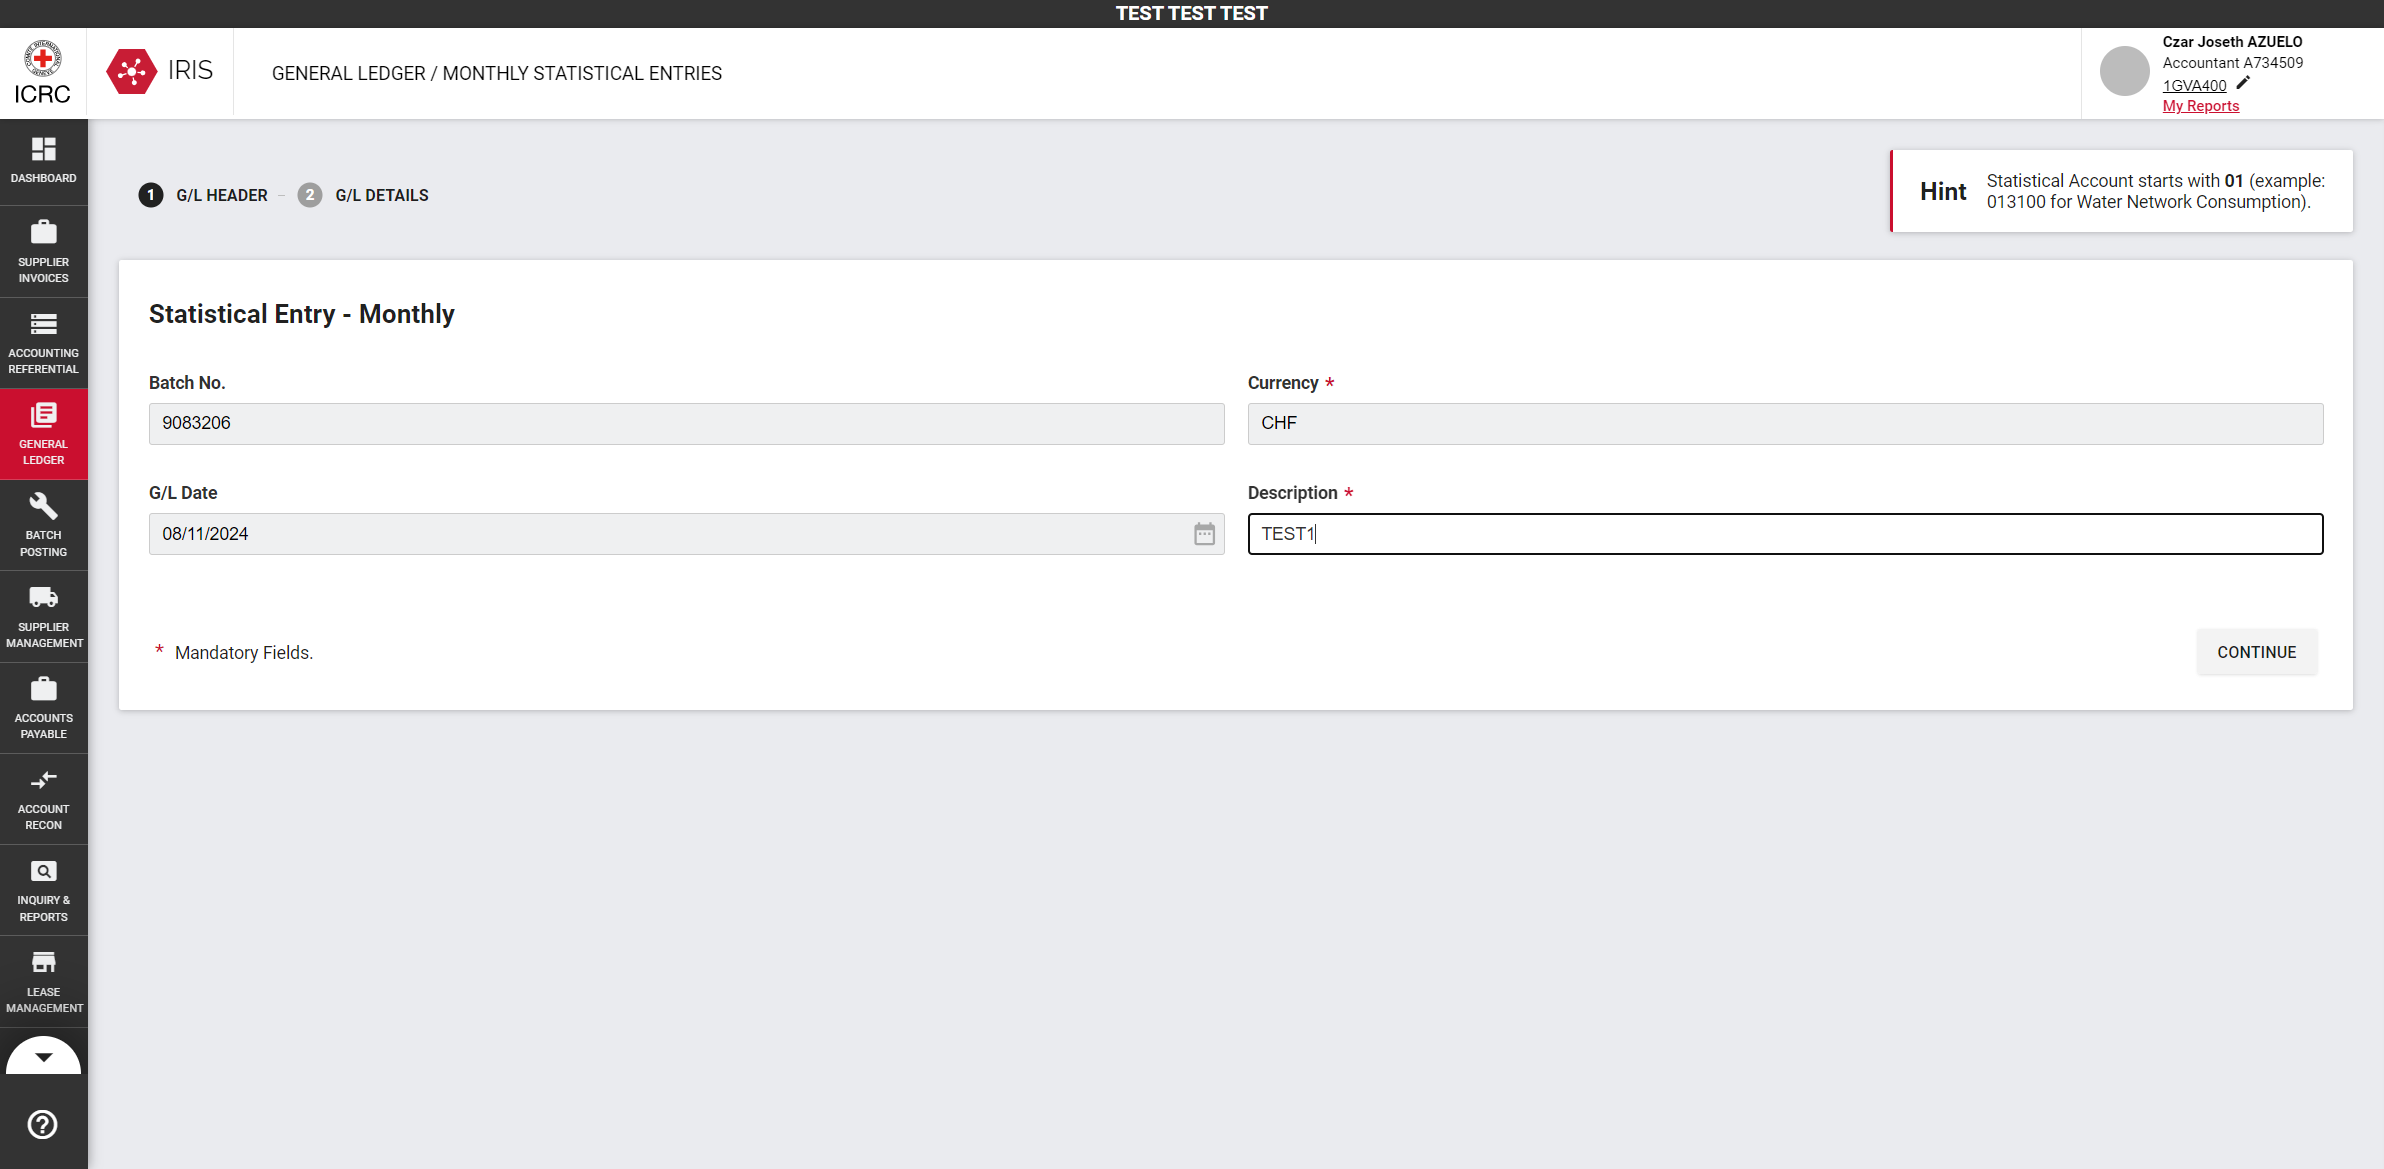 TEST TEST TEST
ICRC
IRIS
GENERAL LEDGER / MONTHLY STATISTICAL ENTRIES
Czar Joseth AZUELO
Accountant A734509
1GVA400
My Reports
DASHBOARD
SUPPLIER
INVOICES
ACCOUNTING
REFERENTIAL
GENERAL
LEDGER
BATCH
POSTING
SUPPLIER
MANAGEMENT
ACCOUNTS
PAYABLE
ACCOUNT
RECON
INQUIRY &
REPORTS
LEASE
MANAGEMENT
1 G/L HEADER – 2 G/L DETAILS
Hint
Statistical Account starts with 01 (example:
013100 for Water Network Consumption).
Statistical Entry - Monthly
Batch No.
9083206
Currency *
CHF
G/L Date
08/11/2024
Description *
TEST1
* Mandatory Fields.
CONTINUE